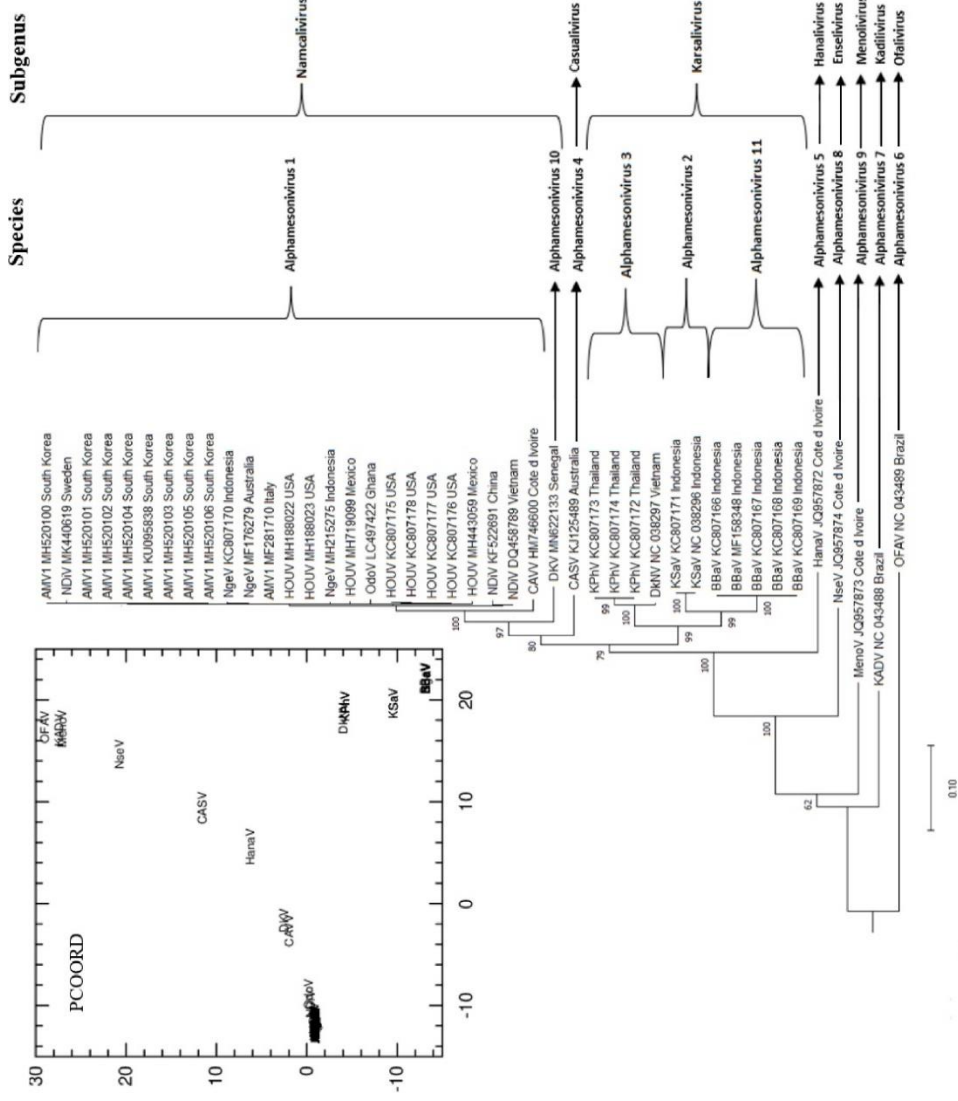 Species
Subgenus
AMV1 MH520100 South Korea
NDiV MK440619 Sweden
AMV1 MH520101 South Korea
AMV1 MH520102 South Korea
AMV1 MH520104 South Korea
AMV1 KU095838 South Korea
AMV1 MH520103 South Korea
AMV1 MH520105 South Korea
AMV1 MH520106 South Korea
NgeV KC807170 Indonesia
NgeV MF176279 Australia
AMV1 MF281710 Italy
HOUV MH188022 USA
HOUV MH188023 USA
NgeV MH215275 Indonesia
HOUV MH719099 Mexico
OdoV LC497422 Ghana
HOUV KC807175 USA
HOUV KC807178 USA
HOUV KC807177 USA
HOUV KC807176 USA
HOUV MH443059 Mexico
NDiV KF522691 China
NDiV DQ458789 Vietnam
CAVV HM746600 Cote d Ivoire
DKV MN622133 Senegal
CASV KJ125489 Australia
KPhV KC807173 Thailand
KPhV KC807174 Thailand
KPhV KC807172 Thailand
DkNV NC 038297 Vietnam
KSaV KC807171 Indonesia
KSaV NC 038296 Indonesia
BBaV KC807166 Indonesia
BBaV MF158348 Indonesia
BBaV KC807167 Indonesia
BBaV KC807168 Indonesia
BBaV KC807169 Indonesia
HanaV JQ957872 Cote d Ivoire
NseV JQ957874 Cote d Ivoire
MenoV JQ957873 Cote d Ivoire
KADV NC 043488 Brazil
OFAV NC 043489 Brazil
Alphamesonivirus 1
Alphamesonivirus 10
Alphamesonivirus 4
Alphamesonivirus 3
Alphamesonivirus 2
Alphamesonivirus 11
Alphamesonivirus 5
Alphamesonivirus 8
Alphamesonivirus 9
Alphamesonivirus 7
Alphamesonivirus 6
Namcalivirus
Casualivirus
Karsalivirus
Hanalivirus
Enselivirus
Menolivirus
Kadilivirus
Ofalivirus
100
97
80
99
100
100
99
99
100
79
100
100
62
0.10
PCOORD
30
20
10
0
-10
-10
0
10
20
OFAV
KADV
NseV
CASV
HanaV
DKV
CAVV
OdoV
KPhV
KSaV
BBaV